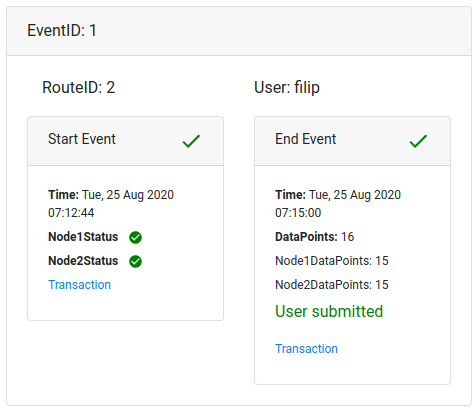 EventID: 1
RouteID: 2
User: filip
Start Event
Time: Tue, 25 Aug 2020
07:12:44
Node1Status
Node2Status
Transaction
End Event
Time: Tue, 25 Aug 2020
07:15:00
DataPoints: 16
Node1DataPoints: 15
Node2DataPoints: 15
User submitted
Transaction